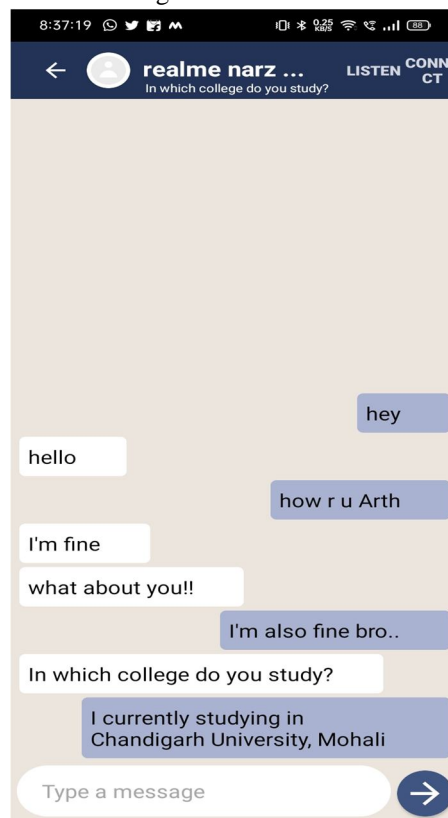 8:37:19 0.25 KB/S 88
realme narz ...
In which college do you study?
LISTEN
CONN
CT
hey
hello
how r u Arth
I'm fine
what about you!!
I'm also fine bro..
In which college do you study?
I currently studying in
Chandigarh University, Mohali
Type a message